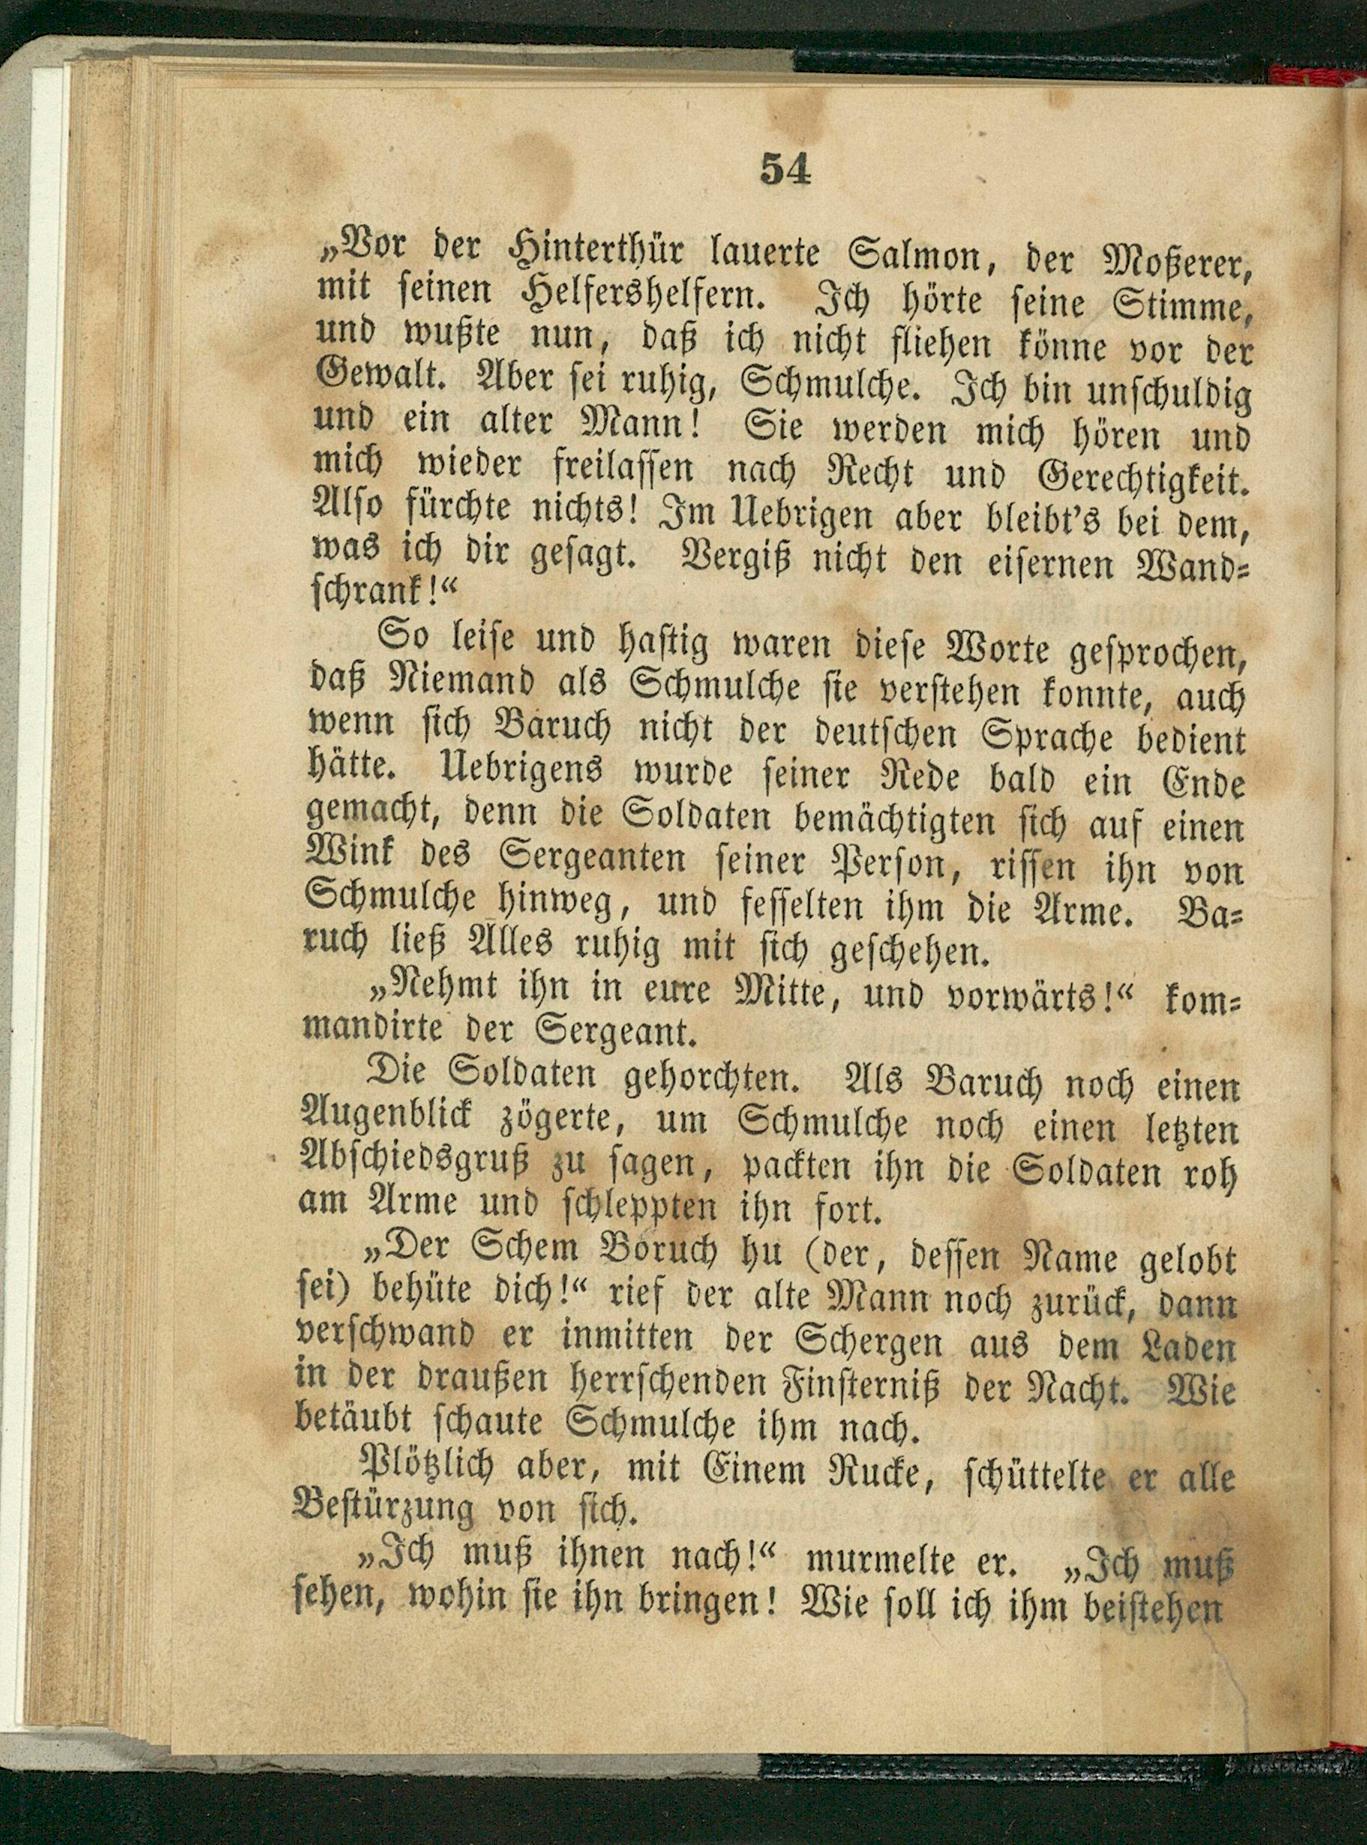 54
„Vor der Hinterthür lauerte Salmon, der Moßerer,
mit seinen Helfershelfern. Ich hörte seine Stimme,
und wußte nun, daß ich nicht fliehen könne vor der
Gewalt. Aber sei ruhig, Schmulche. Ich bin unschuldig
und ein alter Mann! Sie werden mich hören und
mich wieder freilassen nach Recht und Gerechtigkeit.
Also fürchte nichts! Im Uebrigen aber bleibt's bei dem,
was ich dir gesagt. Vergiß nicht den eisernen Wand-
schrank!“
So leise und hastig waren diese Worte gesprochen,
daß Niemand als Schmulche sie verstehen konnte, auch
wenn sich Baruch nicht der deutschen Sprache bedient
hätte. Uebrigens wurde seiner Rede bald ein Ende
gemacht, denn die Soldaten bemächtigten sich auf einen
Wink des Sergeanten seiner Person, rissen ihn von
Schmulche hinweg, und fesselten ihm die Arme. Ba-
ruch ließ Alles ruhig mit sich geschehen.
„Nehmt ihn in eure Mitte, und vorwärts!“ kom-
mandirte der Sergeant.
Die Soldaten gehorchten. Als Baruch noch einen
Augenblick zögerte, um Schmulche noch einen letzten
Abschiedsgruß zu sagen, packten ihn die Soldaten roh
am Arme und schleppten ihn fort.
„Der Schem Boruch hu (der, dessen Name gelobt
sei) behüte dich!“ rief der alte Mann noch zurück, dann
verschwand er inmitten der Schergen aus dem Laden
in der draußen herrschenden Finsterniß der Nacht. Wie
betäubt schaute Schmulche ihm nach.
Plötzlich aber, mit Einem Rucke, schüttelte er alle
Bestürzung von sich.
„Ich muß ihnen nach!“ murmelte er. „Ich muß
sehen, wohin sie ihn bringen! Wie soll ich ihm beistehen